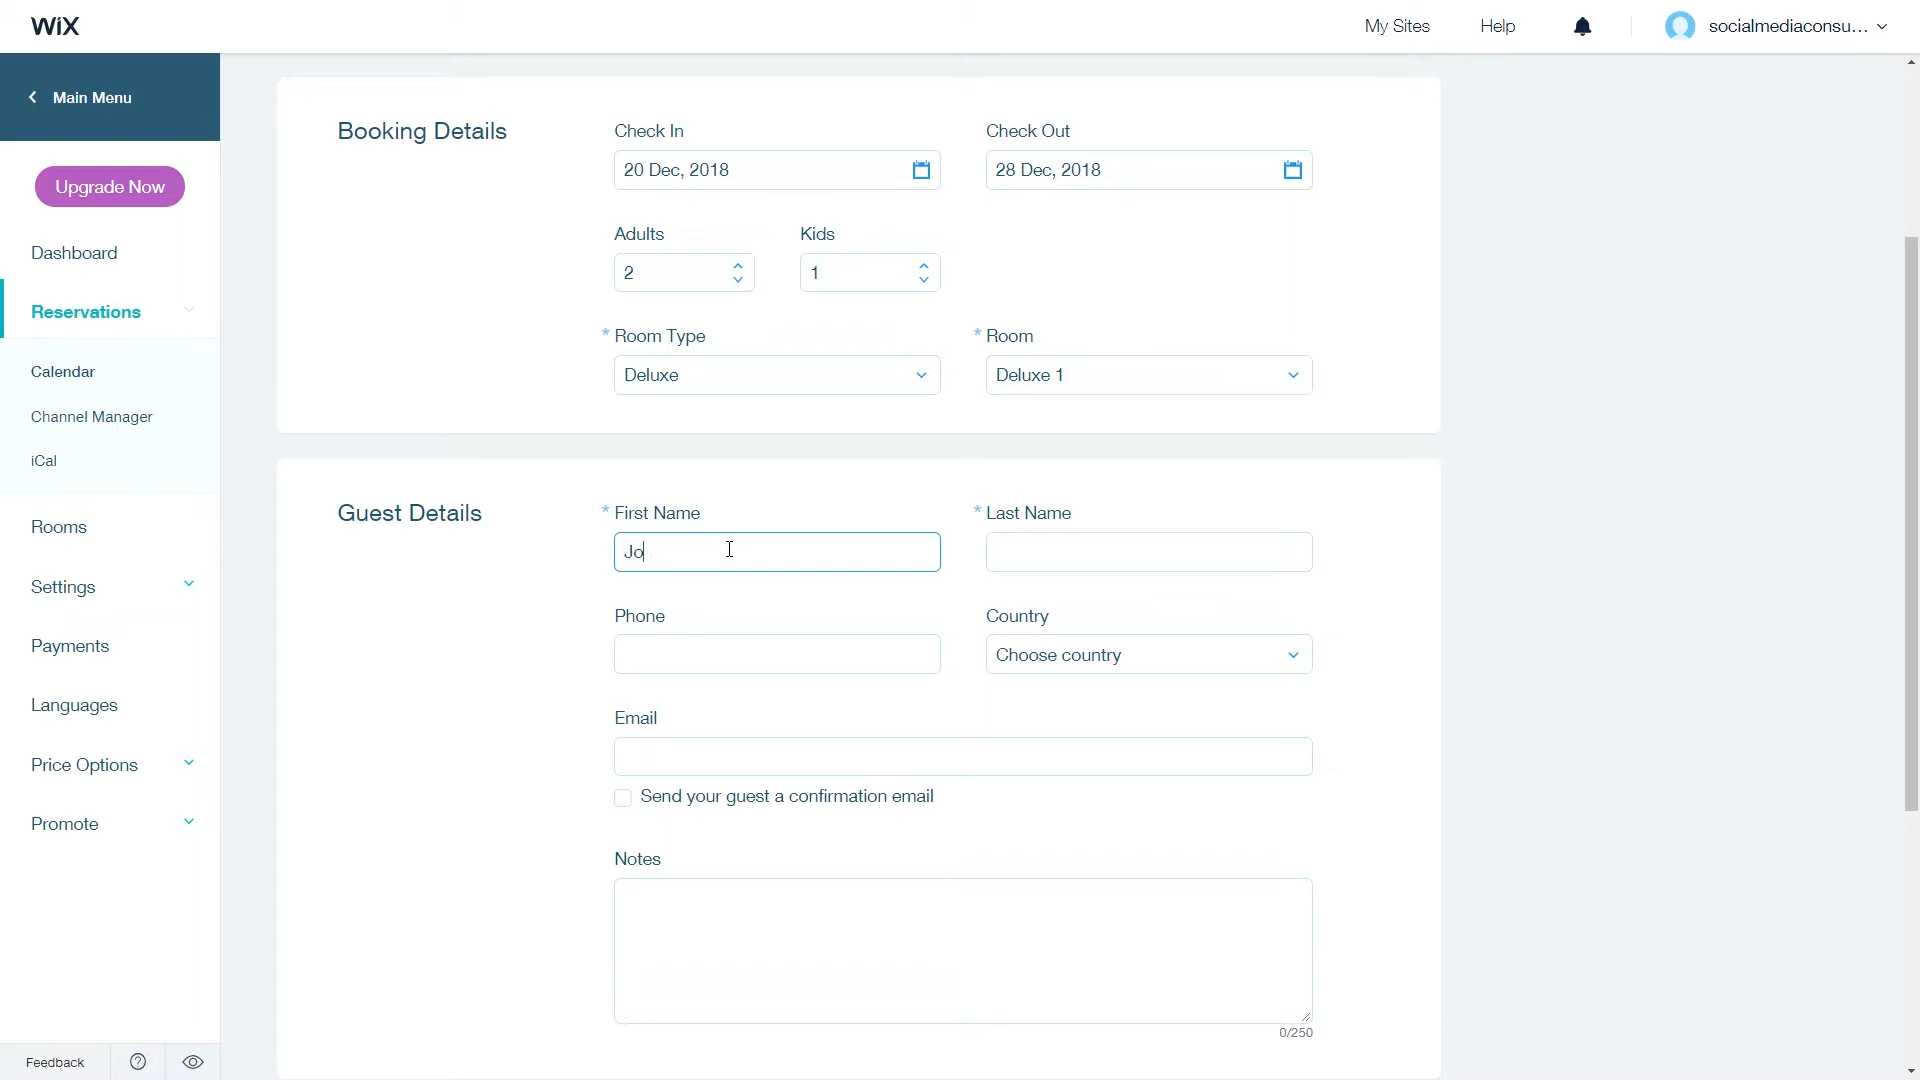 WiX
My Sites
Help
socialmediaconsu...
Main Menu
Upgrade Now
Dashboard
Reservations
Calendar
Channel Manager
iCal
Rooms
Settings
Payments
Languages
Price Options
Promote
Feedback
Booking Details
Check In
Check Out
20 Dec, 2018
28 Dec, 2018
Adults
Kids
2
1
* Room Type
* Room
Deluxe
Deluxe 1
Guest Details
* First Name
* Last Name
Jo
Phone
Country
Choose country
Email
Send your guest a confirmation email
Notes
0/250